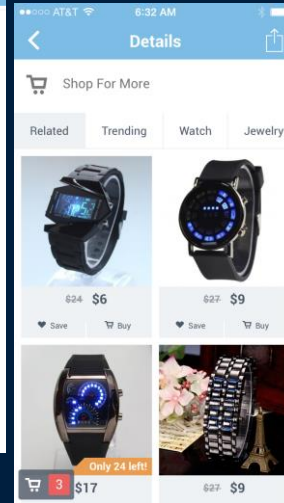 AT&T 6:32 AM
Details
Shop For More
Related Trending Watch Jewelry
$24 $6
$27 $9
Save Buy
Save Buy
Only 24 left!
3 $17
$27 $9